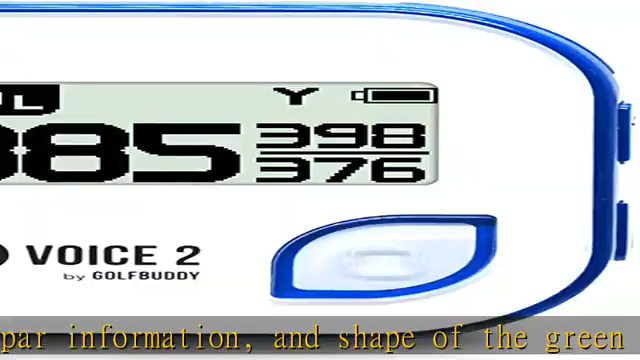 Y
385
398
376
VOICE 2
by GOLFBUDDY
par information, and shape of the green